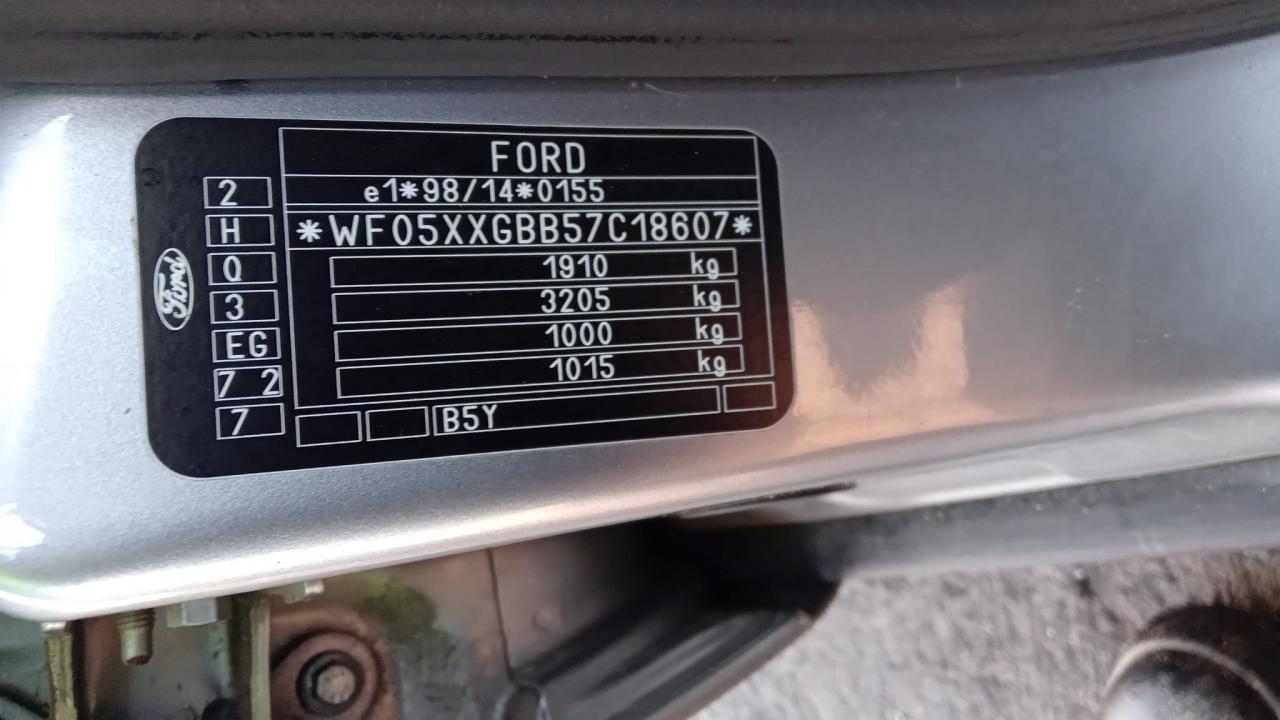 FORD
2
e1*98/14*0155
H
*WF05XXGBB57C18607*
Q
1910 kg
3
3205 kg
EG
1000 kg
7 2
1015 kg
7
B5Y
Ford